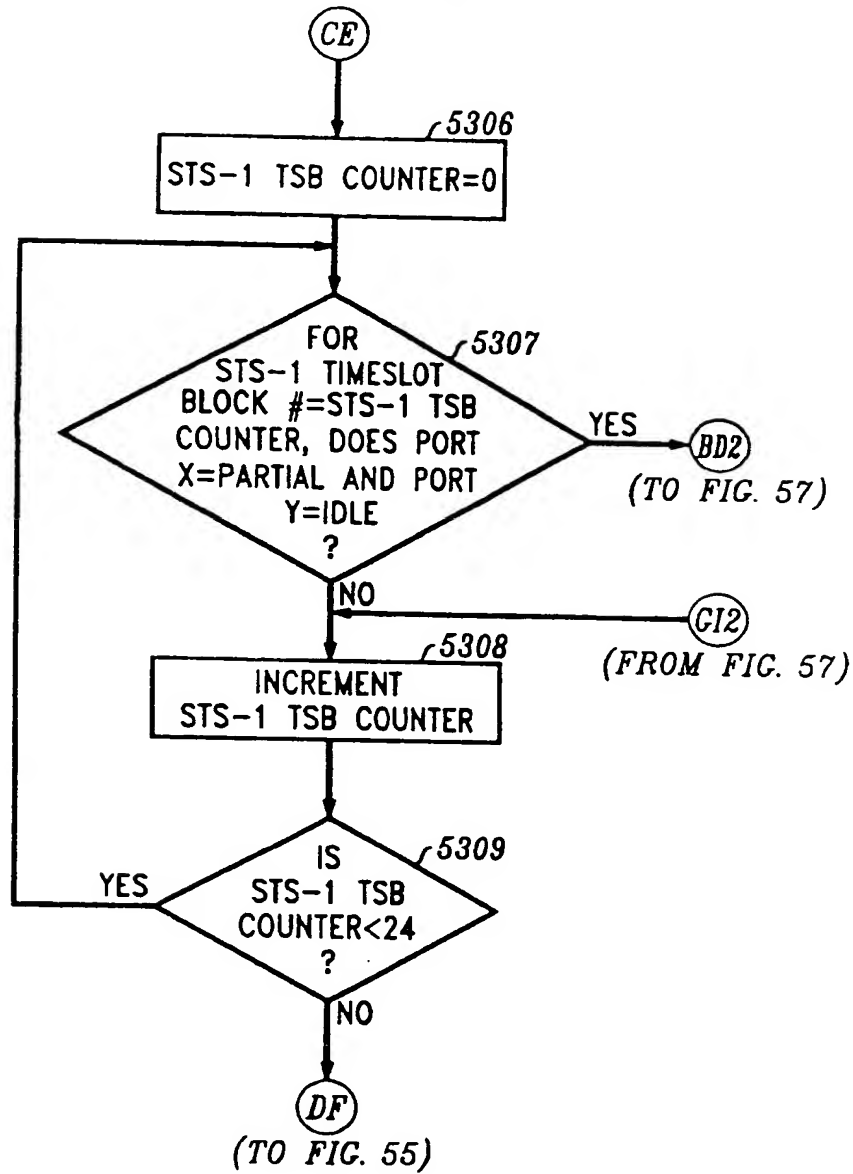 CE
5306
STS-1 TSB COUNTER=0
5307
FOR
STS-1 TIMESLOT
BLOCK #=STS-1 TSB
COUNTER, DOES PORT
X=PARTIAL AND PORT
Y=IDLE
?
YES
BD2
(TO FIG. 57)
NO
GI2
(FROM FIG. 57)
5308
INCREMENT
STS-1 TSB COUNTER
5309
IS
STS-1 TSB
COUNTER<24
?
YES
NO
DF
(TO FIG. 55)